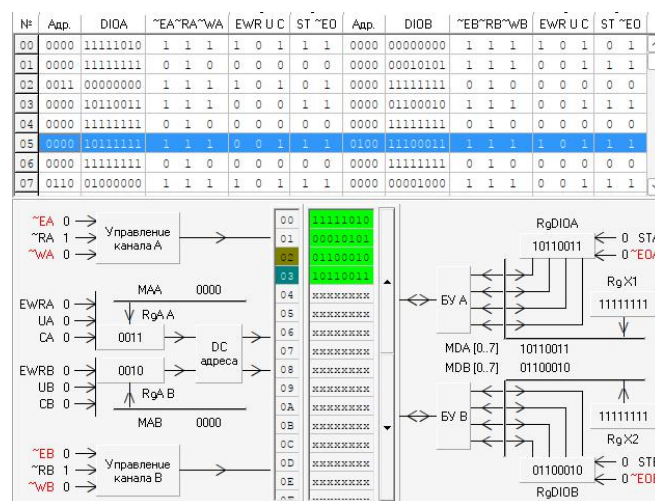 № Адр. DIOA ~EA~RA~WA EWR U C ST ~EO Адр. DIOB ~EB~RB~WB EWR U C ST ~EO
00 0000 11111010 1 1 1 1 0 1 0 1 0000 00000000 1 1 1 1 0 1 0 1
01 0000 11111111 0 1 0 0 0 0 0 0 0000 00010101 1 1 1 0 0 1 1 1
02 0011 00000000 1 1 1 1 0 1 0 1 0000 11111111 0 1 0 0 0 0 0 0
03 0000 10110011 1 1 1 0 0 1 1 1 0000 01100010 1 1 1 0 0 1 1 1
04 0000 11111111 0 1 0 0 0 0 0 0 0000 11111111 0 1 0 0 0 0 0 0
05 0000 10111111 1 1 1 0 0 1 1 1 0100 11100011 1 1 1 1 0 1 1 1
06 0000 11111111 0 1 0 0 0 0 0 0 0000 11111111 0 1 0 0 0 0 0 0
07 0110 01000000 1 1 1 1 0 1 1 1 0000 00001000 1 1 1 1 0 1 1 1
~EA 0
~RA 1
~WA 0
Управление
канала A
EWRA 0
UA 0
CA 0
MAA 0000
RgA A
0011
DC
адреса
EWRB 0
UB 0
CB 0
0010
RgA B
MAB 0000
~EB 0
~RB 1
~WB 0
Управление
канала B
00 11111010
01 00010101
02 01100010
03 10110011
04 xxxxxxxx
05 xxxxxxxx
06 xxxxxxxx
07 xxxxxxxx
08 xxxxxxxx
09 xxxxxxxx
0A xxxxxxxx
0B xxxxxxxx
0C xxxxxxxx
0D xxxxxxxx
0E xxxxxxxx
RgDIOA
10110011
0 STA
0 ~EOA
БУ A
RgX1
11111111
MDA [0..7] 10110011
MDB [0..7] 01100010
БУ B
11111111
RgX2
01100010
RgDIOB
0 STB
0 ~EOB